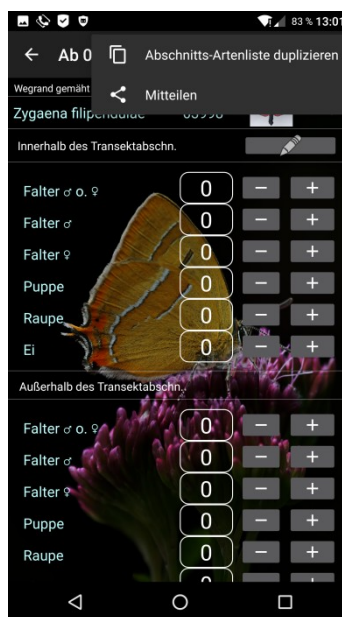 83 % 13:01
Ab 0
Abschnitts-Artenliste duplizieren
Wegrand gemäht
Mitteilen
Zygaena filipendulae 05998
Innerhalb des Transektabschn.
Falter ♂ o. ♀ 0 − +
Falter ♂ 0 − +
Falter ♀ 0 − +
Puppe 0 − +
Raupe 0 − +
Ei 0 − +
Außerhalb des Transektabschn.
Falter ♂ o. ♀ 0 − +
Falter ♂ 0 − +
Falter ♀ 0 − +
Puppe 0 − +
Raupe 0 − +